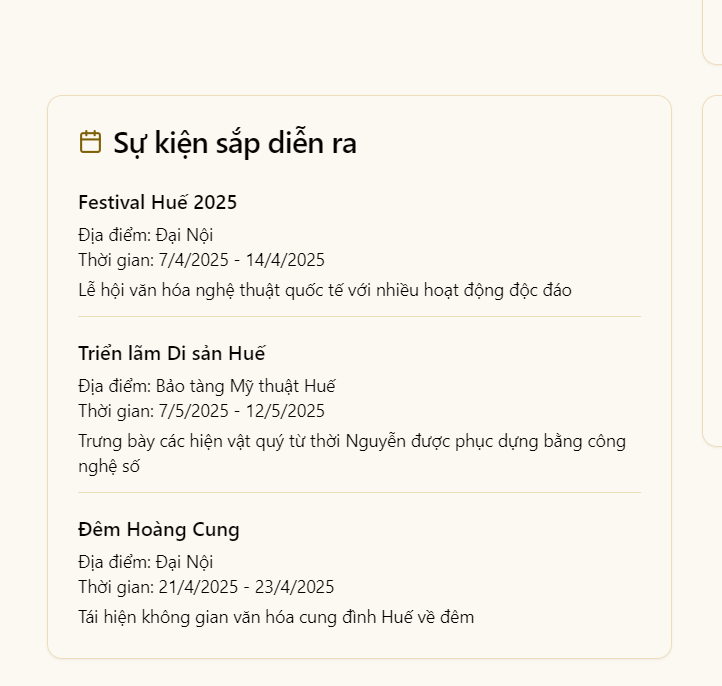 Sự kiện sắp diễn ra
Festival Huế 2025
Địa điểm: Đại Nội
Thời gian: 7/4/2025 - 14/4/2025
Lễ hội văn hóa nghệ thuật quốc tế với nhiều hoạt động độc đáo
Triển lãm Di sản Huế
Địa điểm: Bảo tàng Mỹ thuật Huế
Thời gian: 7/5/2025 - 12/5/2025
Trưng bày các hiện vật quý từ thời Nguyễn được phục dựng bằng công
nghệ số
Đêm Hoàng Cung
Địa điểm: Đại Nội
Thời gian: 21/4/2025 - 23/4/2025
Tái hiện không gian văn hóa cung đình Huế về đêm